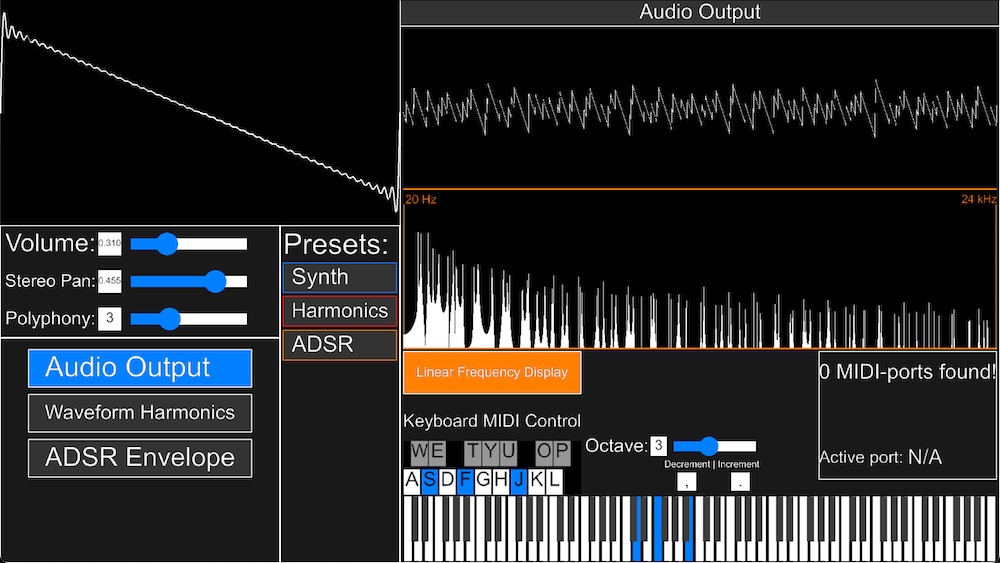 Audio Output
20 Hz
24 kHz
Volume: 0.310
Stereo Pan: 0.455
Polyphony: 3
Presets:
Synth
Harmonics
ADSR
Audio Output
Waveform Harmonics
ADSR Envelope
Linear Frequency Display
0 MIDI-ports found!
Active port: N/A
Keyboard MIDI Control
W E T Y U O P
A S D F G H J K L
Octave: 3
Decrement | Increment
, .